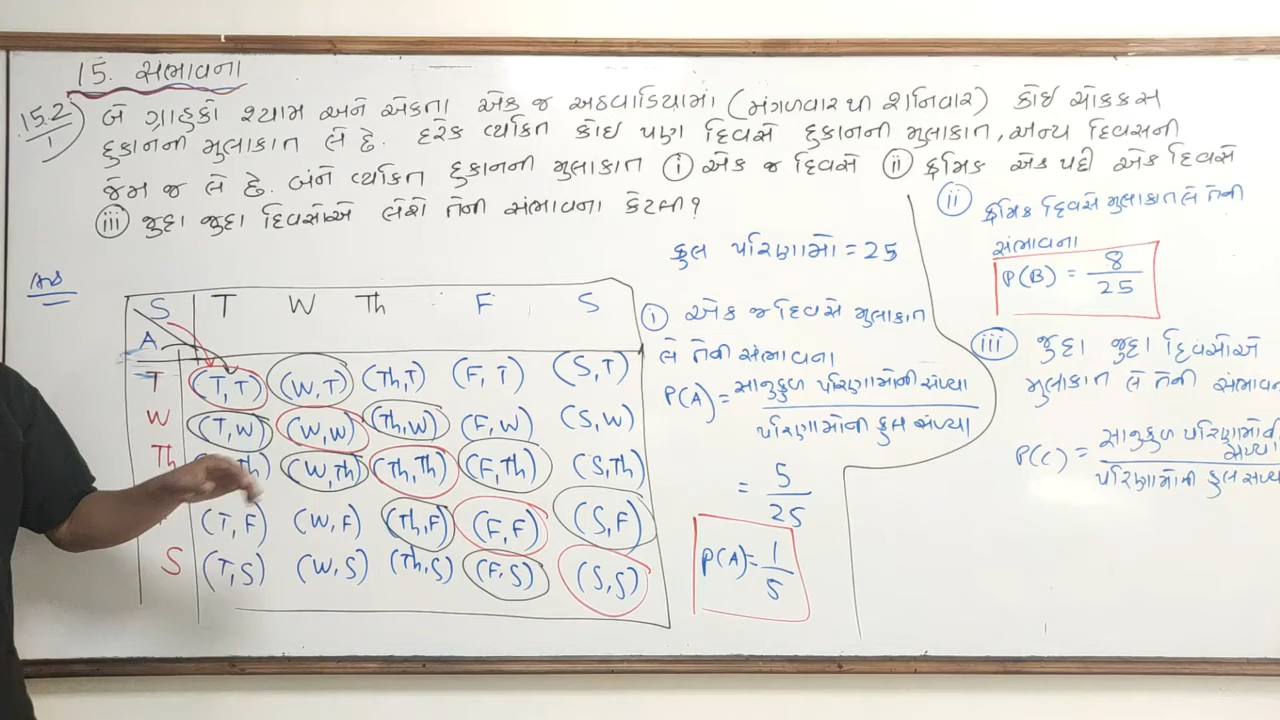 15. સંભાવના
15.2/1) બે ગ્રાહકો શ્યામ અને એકતા એક જ અઠવાડિયામાં (મંગળવાર થી શનિવાર) કોઈ ચોક્કસ
દુકાનની મુલાકાત લે છે. દરેક વ્યકિત કોઇ પણ દિવસે દુકાનની મુલાકાત, અન્ય દિવસની
જેમ જ લે છે. બંને વ્યકિત દુકાનની મુલાકાત (i) એક જ દિવસે (ii) ક્રમિક એક પછી એક દિવસે
(iii) જુદા જુદા દિવસોએ લેશે તેની સંભાવના કેટલી?
Ans
S T W Th F S
A
T (T,T) (W,T) (Th,T) (F,T) (S,T)
W (T,W) (W,W) (Th,W) (F,W) (S,W)
Th (W,Th) (Th,Th) (F,Th) (S,Th)
(T,F) (W,F) (Th,F) (F,F) (S,F)
S (T,S) (W,S) (Th,S) (F,S) (S,S)
કુલ પરિણામો = 25
(i) એક જ દિવસે મુલાકાત
લે તેની સંભાવના
P(A) = સાનુકુળ પરિણામોની સંખ્યા
પરિણામોની કુલ સંખ્યા
= 5/25
P(A) = 1/5
(ii) ક્રમિક દિવસે મુલાકાત લે તેની
સંભાવના
P(B) = 8/25
(iii) જુદા જુદા દિવસોએ
મુલાકાત લે તેની સંભાવન
P(C) = સાનુકુળ પરિણામોની
સંખ્યા
પરિણામોની કુલ સંખ્યા